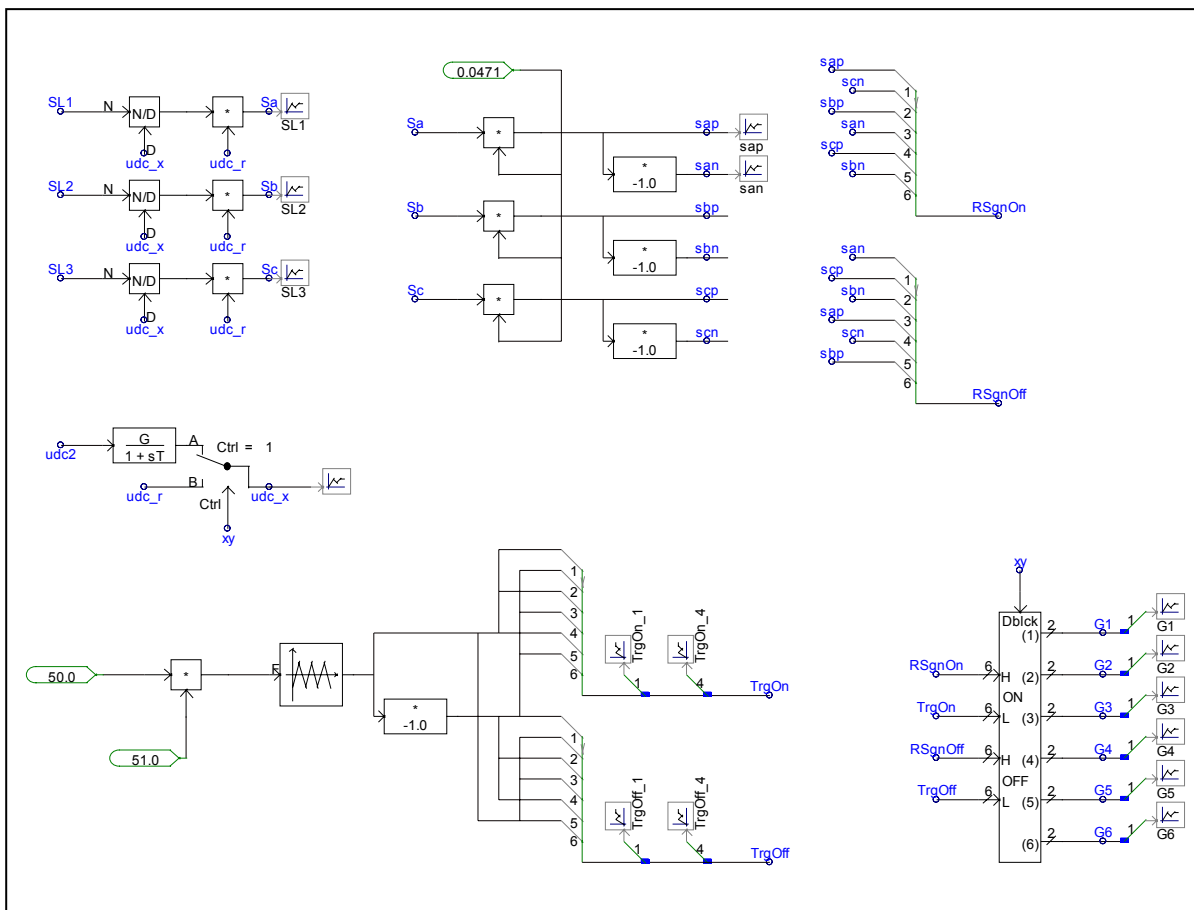 SL1
N
N/D
D
udc_x
*
udc_r
Sa
SL1
SL2
N
N/D
D
udc_x
*
udc_r
Sb
SL2
SL3
N
N/D
D
udc_x
*
udc_r
Sc
SL3
0.0471
Sa
*
sap
sap
*
-1.0
san
san
Sb
*
sbp
*
-1.0
sbn
Sc
*
scp
*
-1.0
scn
sap
scn
sbp
san
scp
sbn
1
2
3
4
5
6
RSgnOn
san
scp
sbn
sap
scn
sbp
1
2
3
4
5
6
RSgnOff
udc2
G
1 + sT
A
Ctrl = 1
udc_r
B
Ctrl
udc_x
xy
50.0
*
51.0
F
*
-1.0
1
2
3
4
5
6
TrgOn_1
1
TrgOn_4
4
TrgOn
1
2
3
4
5
6
TrgOff_1
1
TrgOff_4
4
TrgOff
xy
Dblck
RSgnOn
6
H
ON
TrgOn
6
L
RSgnOff
6
H
OFF
TrgOff
6
L
(1)
2
G1
1
G1
(2)
2
G2
1
G2
(3)
2
G3
1
G3
(4)
2
G4
1
G4
(5)
2
G5
1
G5
(6)
2
G6
1
G6